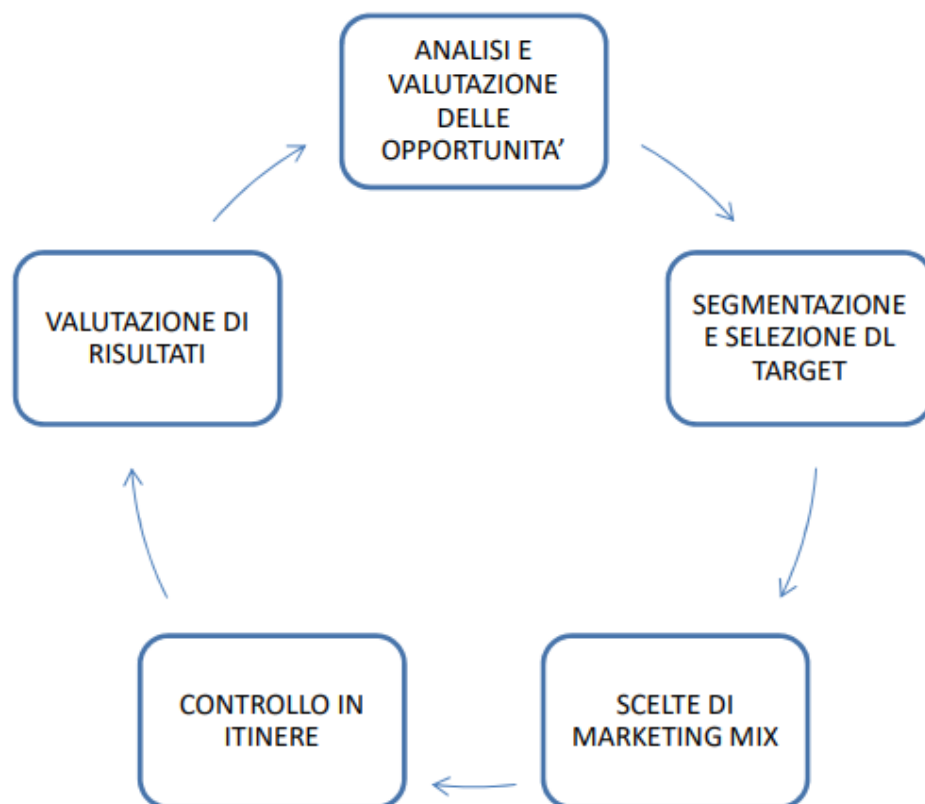 ANALISI E
VALUTAZIONE
DELLE
OPPORTUNITA’
SEGMENTAZIONE
E SELEZIONE DL
TARGET
SCELTE DI
MARKETING MIX
CONTROLLO IN
ITINERE
VALUTAZIONE DI
RISULTATI